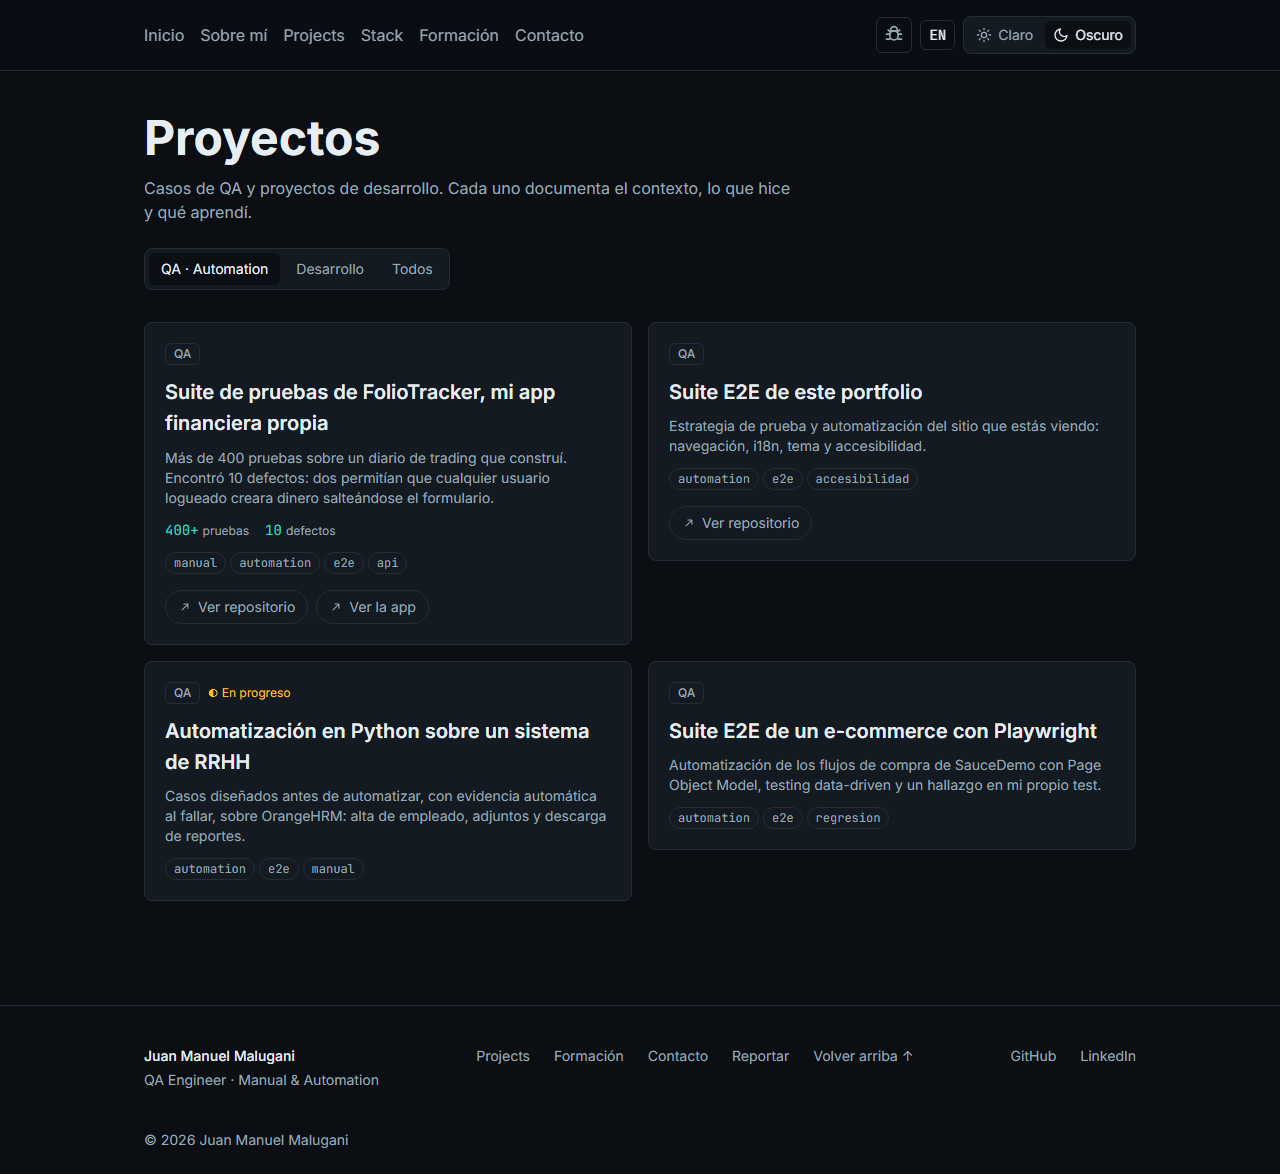 Inicio Sobre mí Projects Stack Formación Contacto EN Claro Oscuro
Proyectos
Casos de QA y proyectos de desarrollo. Cada uno documenta el contexto, lo que hice
y qué aprendí.
QA · Automation Desarrollo Todos
QA
Suite de pruebas de FolioTracker, mi app
financiera propia
Más de 400 pruebas sobre un diario de trading que construí.
Encontró 10 defectos: dos permitían que cualquier usuario
logueado creara dinero salteándose el formulario.
400+ pruebas 10 defectos
manual automation e2e api
↗ Ver repositorio ↗ Ver la app
QA
Suite E2E de este portfolio
Estrategia de prueba y automatización del sitio que estás viendo:
navegación, i18n, tema y accesibilidad.
automation e2e accesibilidad
↗ Ver repositorio
QA ◐ En progreso
Automatización en Python sobre un sistema
de RRHH
Casos diseñados antes de automatizar, con evidencia automática
al fallar, sobre OrangeHRM: alta de empleado, adjuntos y descarga
de reportes.
automation e2e manual
QA
Suite E2E de un e-commerce con Playwright
Automatización de los flujos de compra de SauceDemo con Page
Object Model, testing data-driven y un hallazgo en mi propio test.
automation e2e regresion
Juan Manuel Malugani
QA Engineer · Manual & Automation
Projects Formación Contacto Reportar Volver arriba ↑
GitHub LinkedIn
© 2026 Juan Manuel Malugani